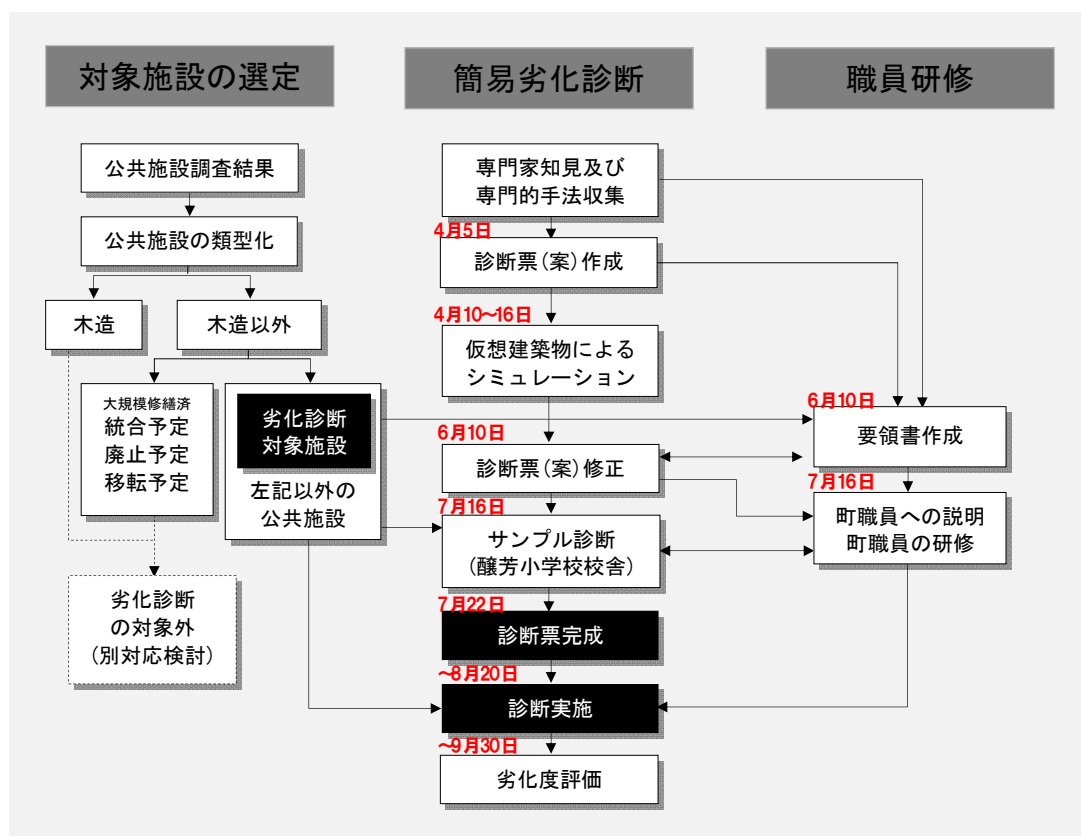 対象施設の選定
簡易劣化診断
職員研修
公共施設調査結果
公共施設の類型化
木造
木造以外
大規模修繕済
統合予定
廃止予定
移転予定
劣化診断
対象施設
左記以外の
公共施設
劣化診断
の対象外
(別対応検討)
専門家知見及び
専門的手法収集
4月5日
診断票(案)作成
4月10～16日
仮想建築物による
シミュレーション
6月10日
診断票(案)修正
7月16日
サンプル診断
(醸芳小学校校舎)
7月22日
診断票完成
～8月20日
診断実施
～9月30日
劣化度評価
6月10日
要領書作成
7月16日
町職員への説明
町職員の研修